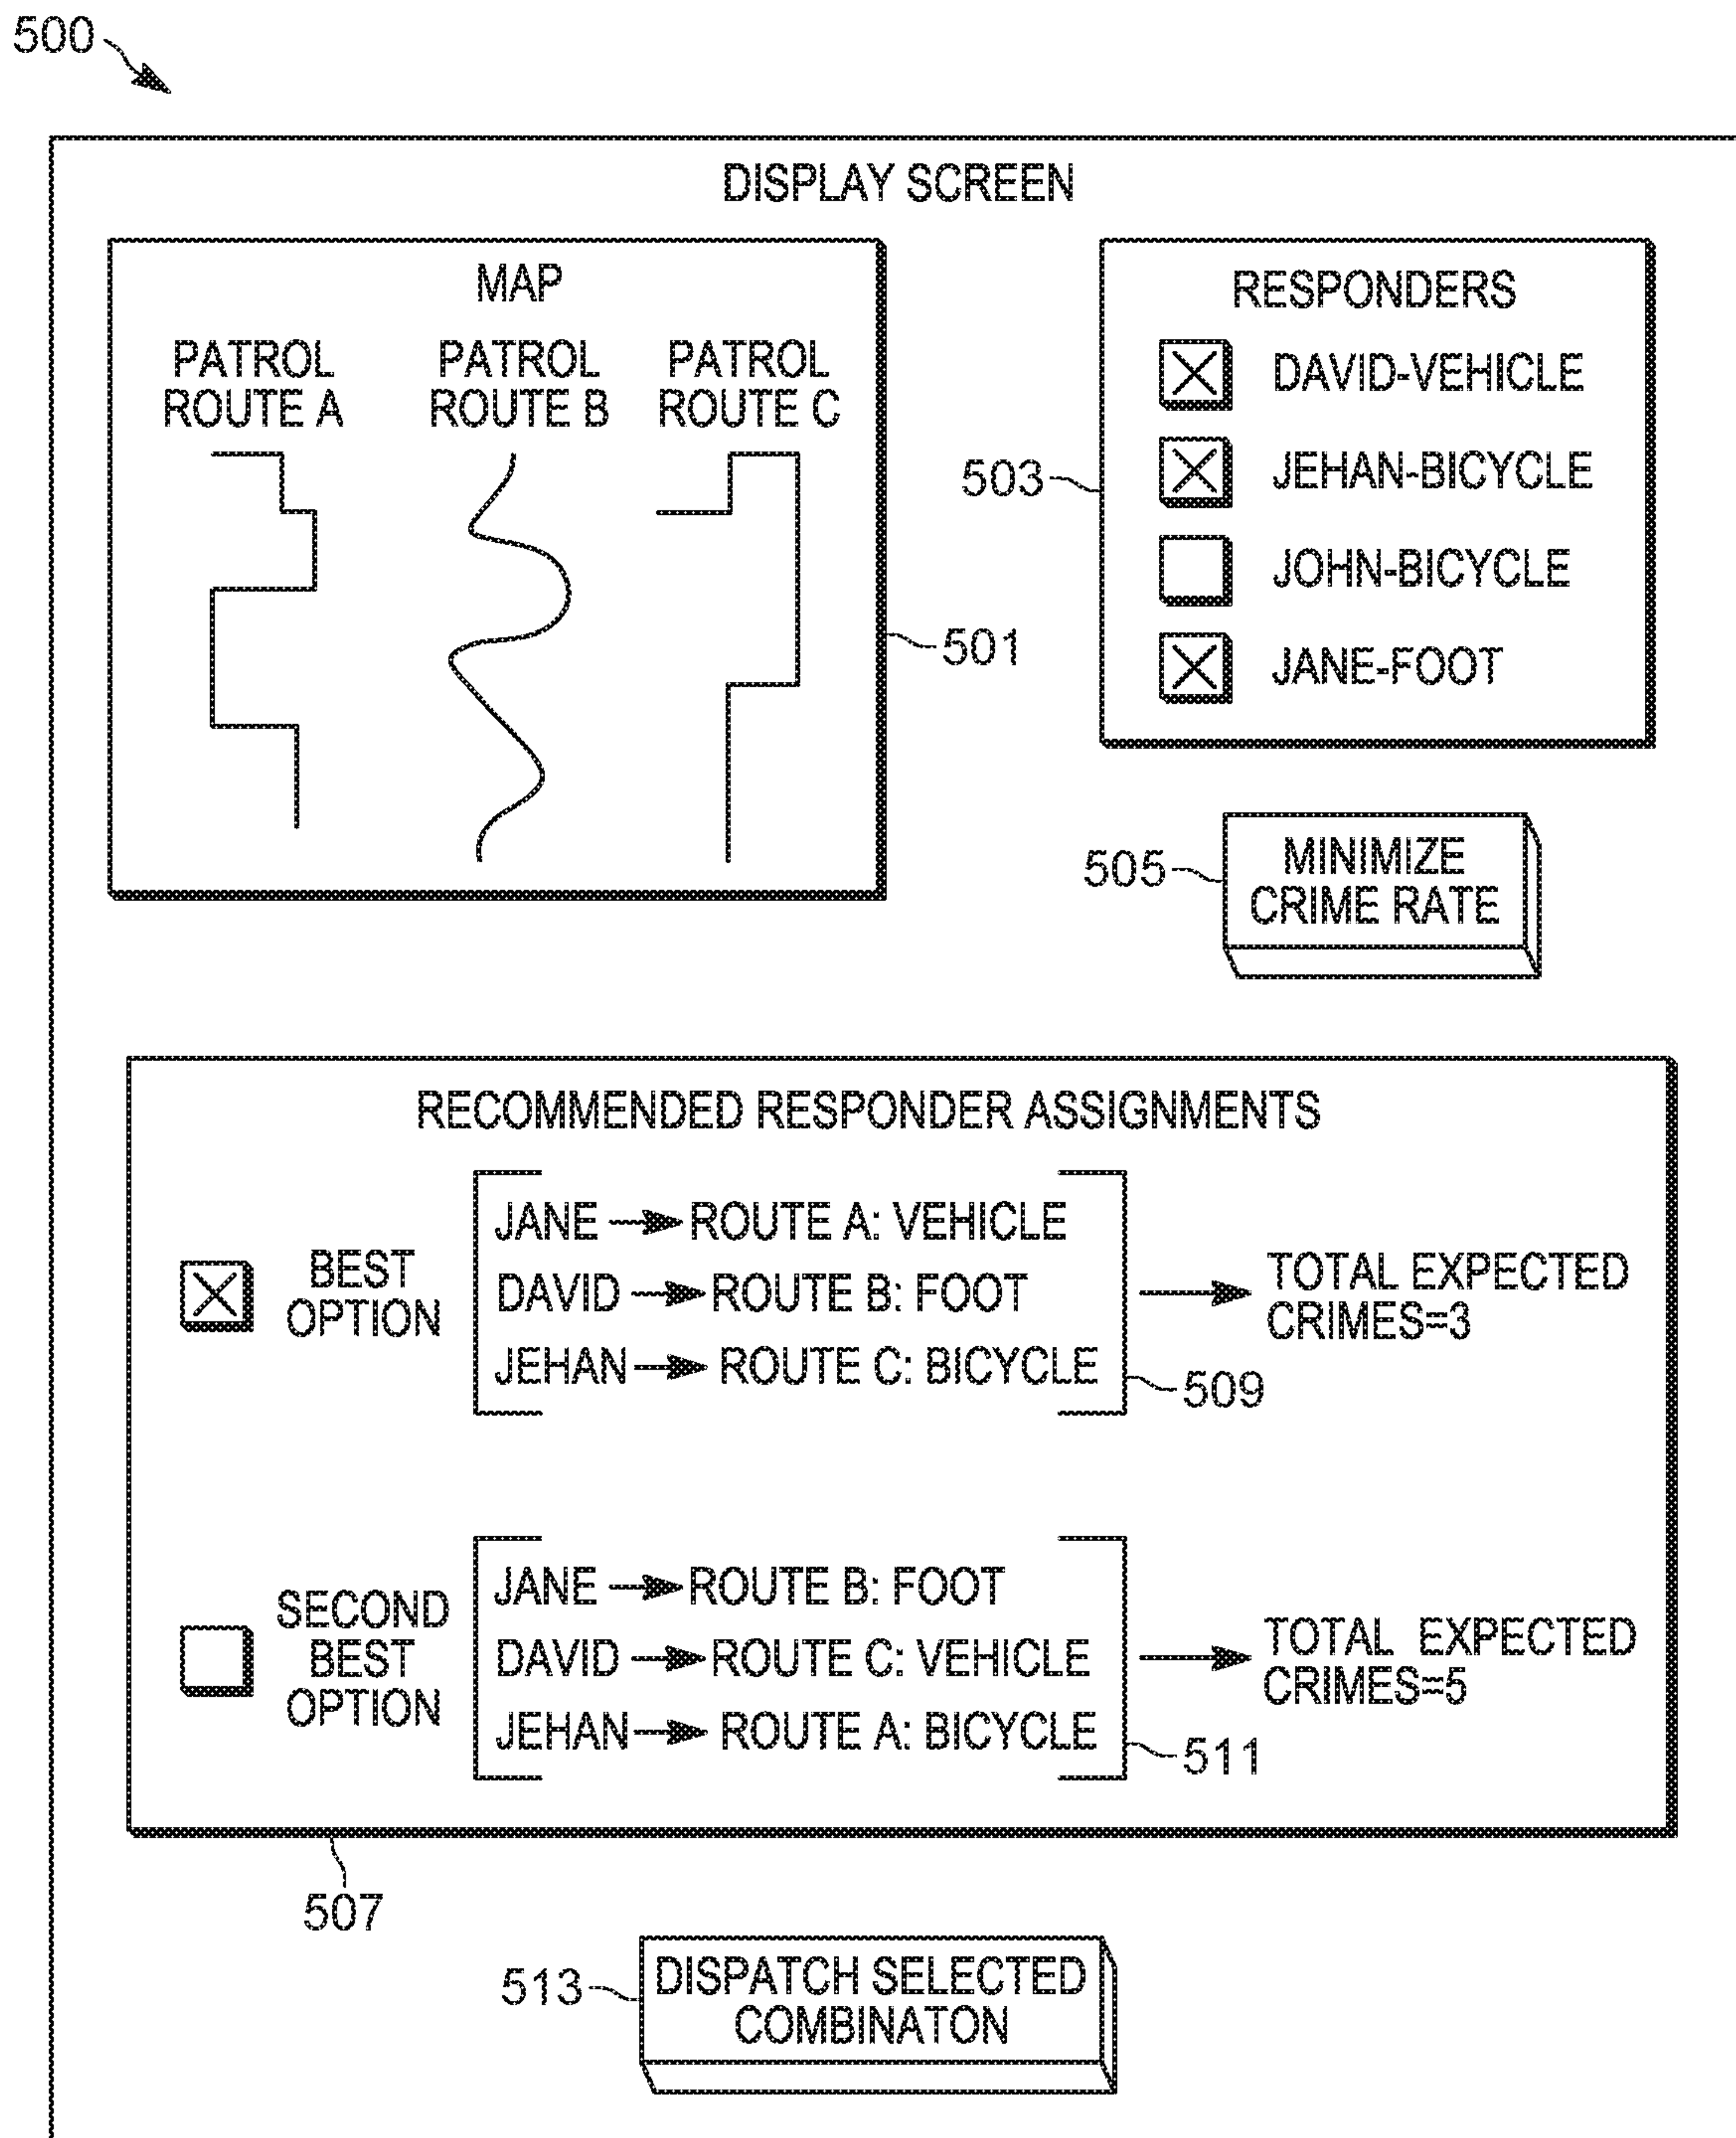 500
DISPLAY SCREEN
MAP
PATROL
ROUTE A
PATROL
ROUTE B
PATROL
ROUTE C
501
RESPONDERS
DAVID-VEHICLE
JEHAN-BICYCLE
JOHN-BICYCLE
JANE-FOOT
503
505
MINIMIZE
CRIME RATE
RECOMMENDED RESPONDER ASSIGNMENTS
BEST
OPTION
JANE → ROUTE A: VEHICLE
DAVID → ROUTE B: FOOT
JEHAN → ROUTE C: BICYCLE
509
TOTAL EXPECTED
CRIMES=3
SECOND
BEST
OPTION
JANE → ROUTE B: FOOT
DAVID → ROUTE C: VEHICLE
JEHAN → ROUTE A: BICYCLE
511
TOTAL EXPECTED
CRIMES=5
507
513
DISPATCH SELECTED
COMBINATON